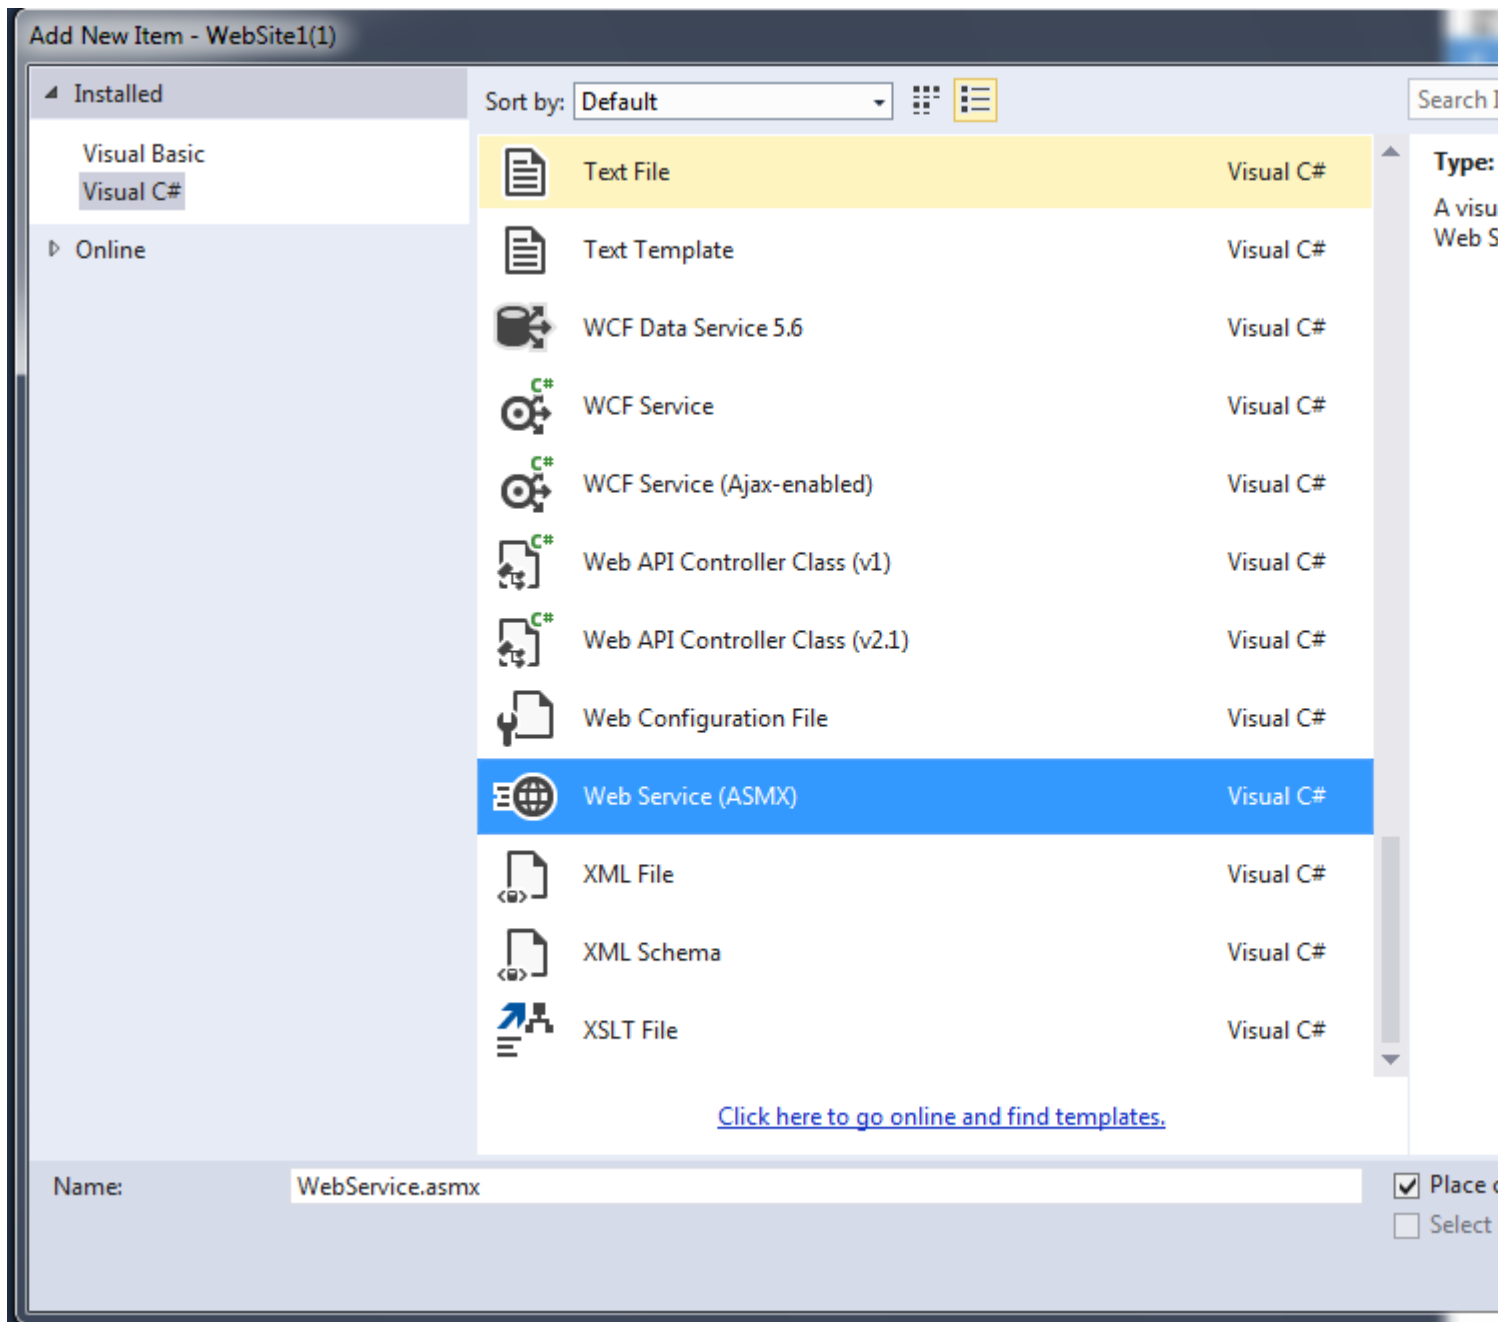 Add New Item - WebSite1(1)
Installed
Visual Basic
Visual C#
Online
Sort by: Default
Search
Text File Visual C#
Text Template Visual C#
WCF Data Service 5.6 Visual C#
WCF Service Visual C#
C#
WCF Service (Ajax-enabled) Visual C#
C#
Web API Controller Class (v1) Visual C#
C#
Web API Controller Class (v2.1) Visual C#
C#
Web Configuration File Visual C#
Web Service (ASMX) Visual C#
XML File Visual C#
XML Schema Visual C#
XSLT File Visual C#
Click here to go online and find templates.
Type:
A visu
Web S
Name: WebService.asmx
Place
Select